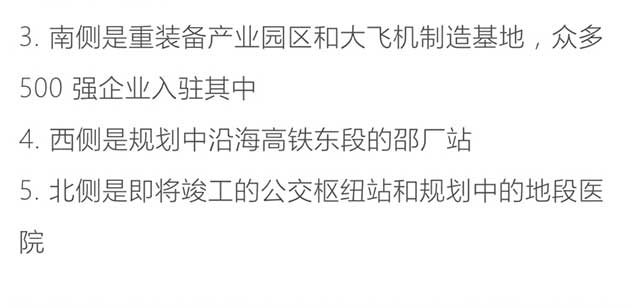 3. 南侧是重装备产业园区和大飞机制造基地，众多
500 强企业入驻其中
4. 西侧是规划中沿海高铁东段的邵厂站
5. 北侧是即将竣工的公交枢纽站和规划中的地段医
院